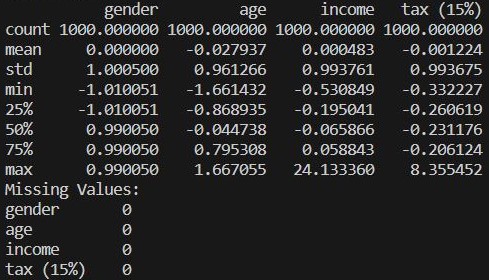 gender age income tax (15%)
count 1000.000000 1000.000000 1000.000000 1000.000000
mean 0.000000 -0.027937 0.000483 -0.001224
std 1.000500 0.961266 0.993761 0.993675
min -1.010051 -1.661432 -0.530849 -0.332227
25% -1.010051 -0.868935 -0.195041 -0.260619
50% 0.990050 -0.044738 -0.065866 -0.231176
75% 0.990050 0.795308 0.058843 -0.206124
max 0.990050 1.667055 24.133360 8.355452
Missing Values:
gender 0
age 0
income 0
tax (15%) 0